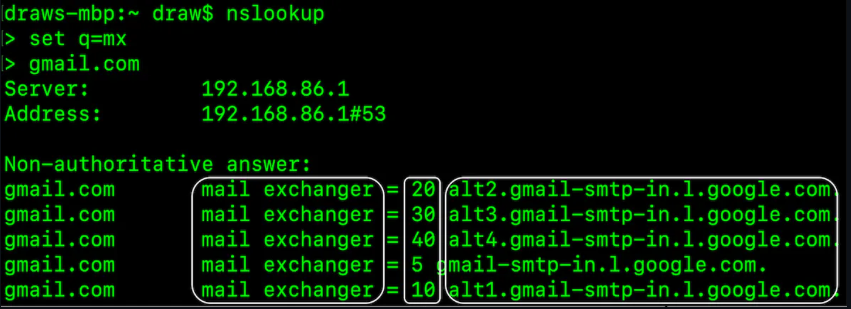 draws-mbp:~ draw$ nslookup
> set q=mx
> gmail.com
Server: 192.168.86.1
Address: 192.168.86.1#53
Non-authoritative answer:
gmail.com mail exchanger = 20 alt2.gmail-smtp-in.l.google.com.
gmail.com mail exchanger = 30 alt3.gmail-smtp-in.l.google.com.
gmail.com mail exchanger = 40 alt4.gmail-smtp-in.l.google.com.
gmail.com mail exchanger = 5 gmail-smtp-in.l.google.com.
gmail.com mail exchanger = 10 alt1.gmail-smtp-in.l.google.com.